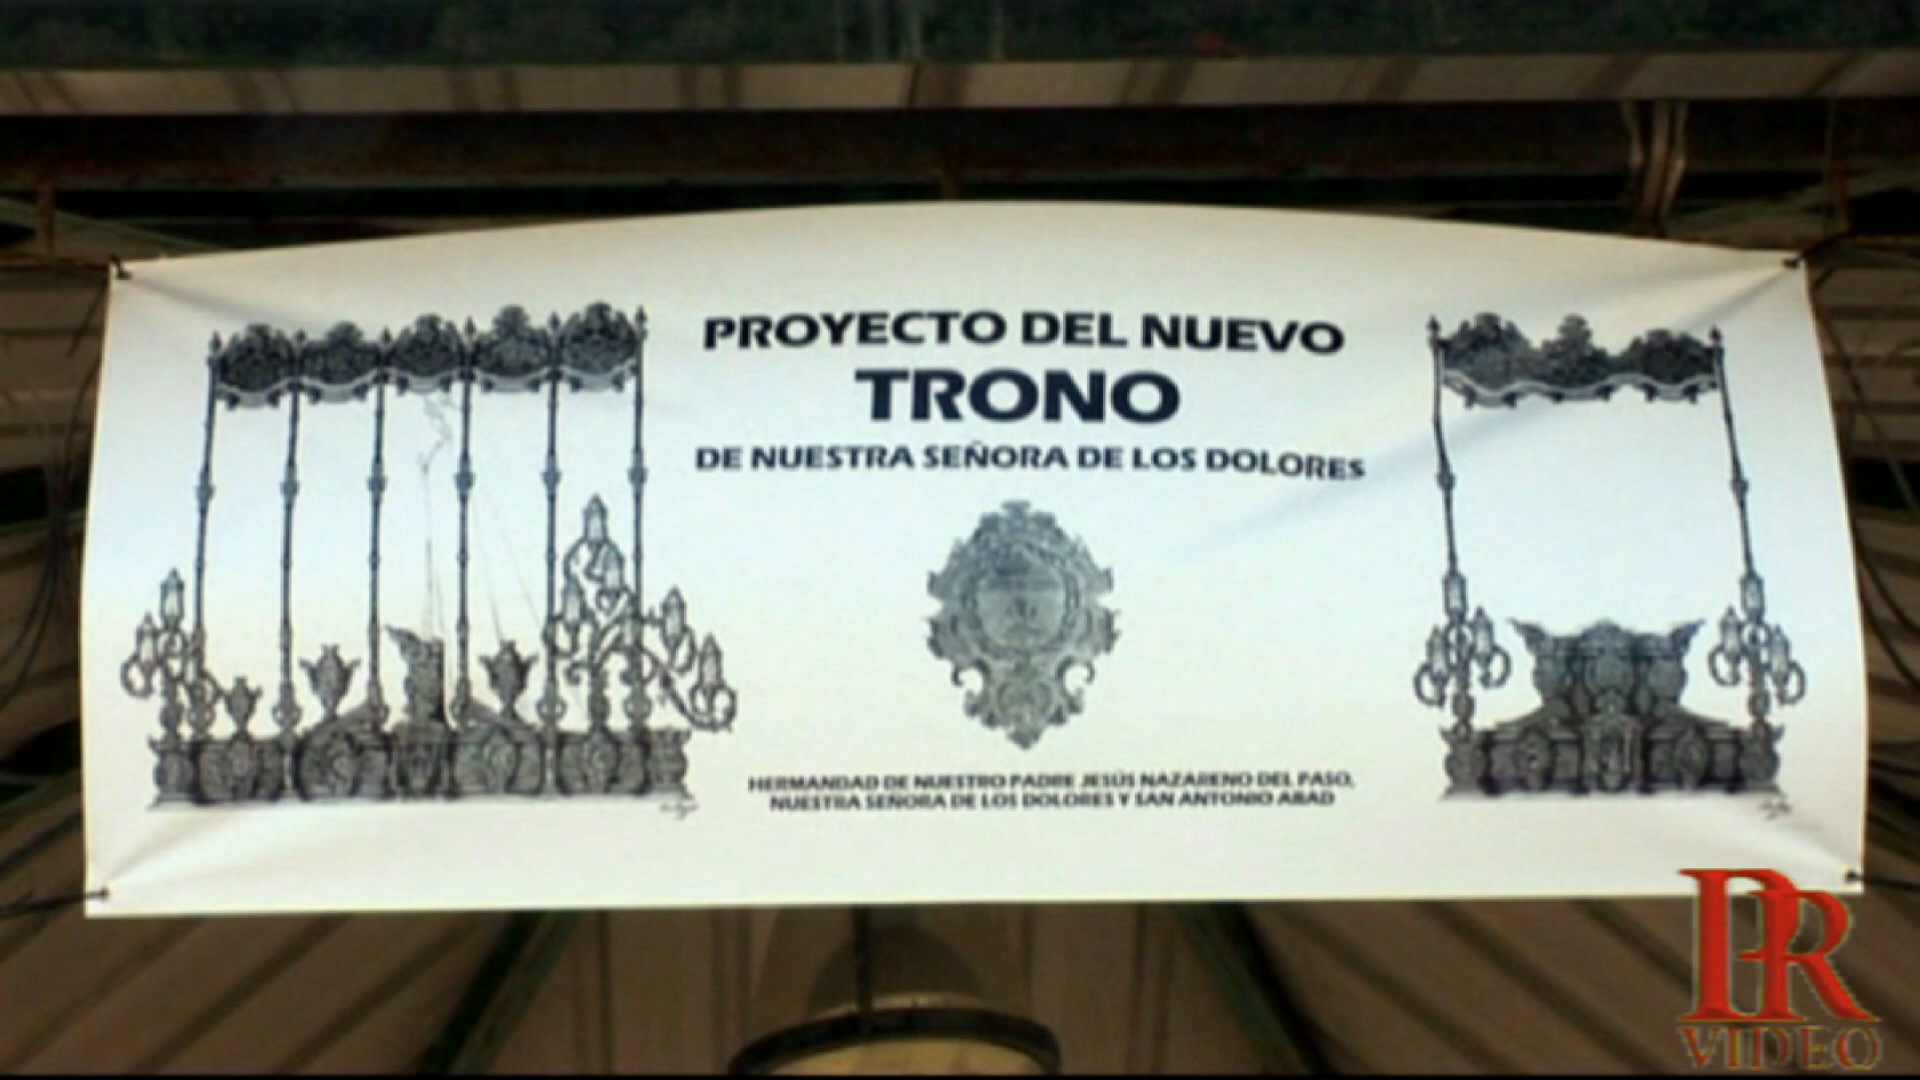 PROYECTO DEL NUEVO
TRONO
DE NUESTRA SEÑORA DE LOS DOLORES
HERMANDAD DE NUESTRO PADRE JESÚS NAZARENO DEL PASO,
NUESTRA SEÑORA DE LOS DOLORES Y SAN ANTONIO ABAD
PR
VIDEO